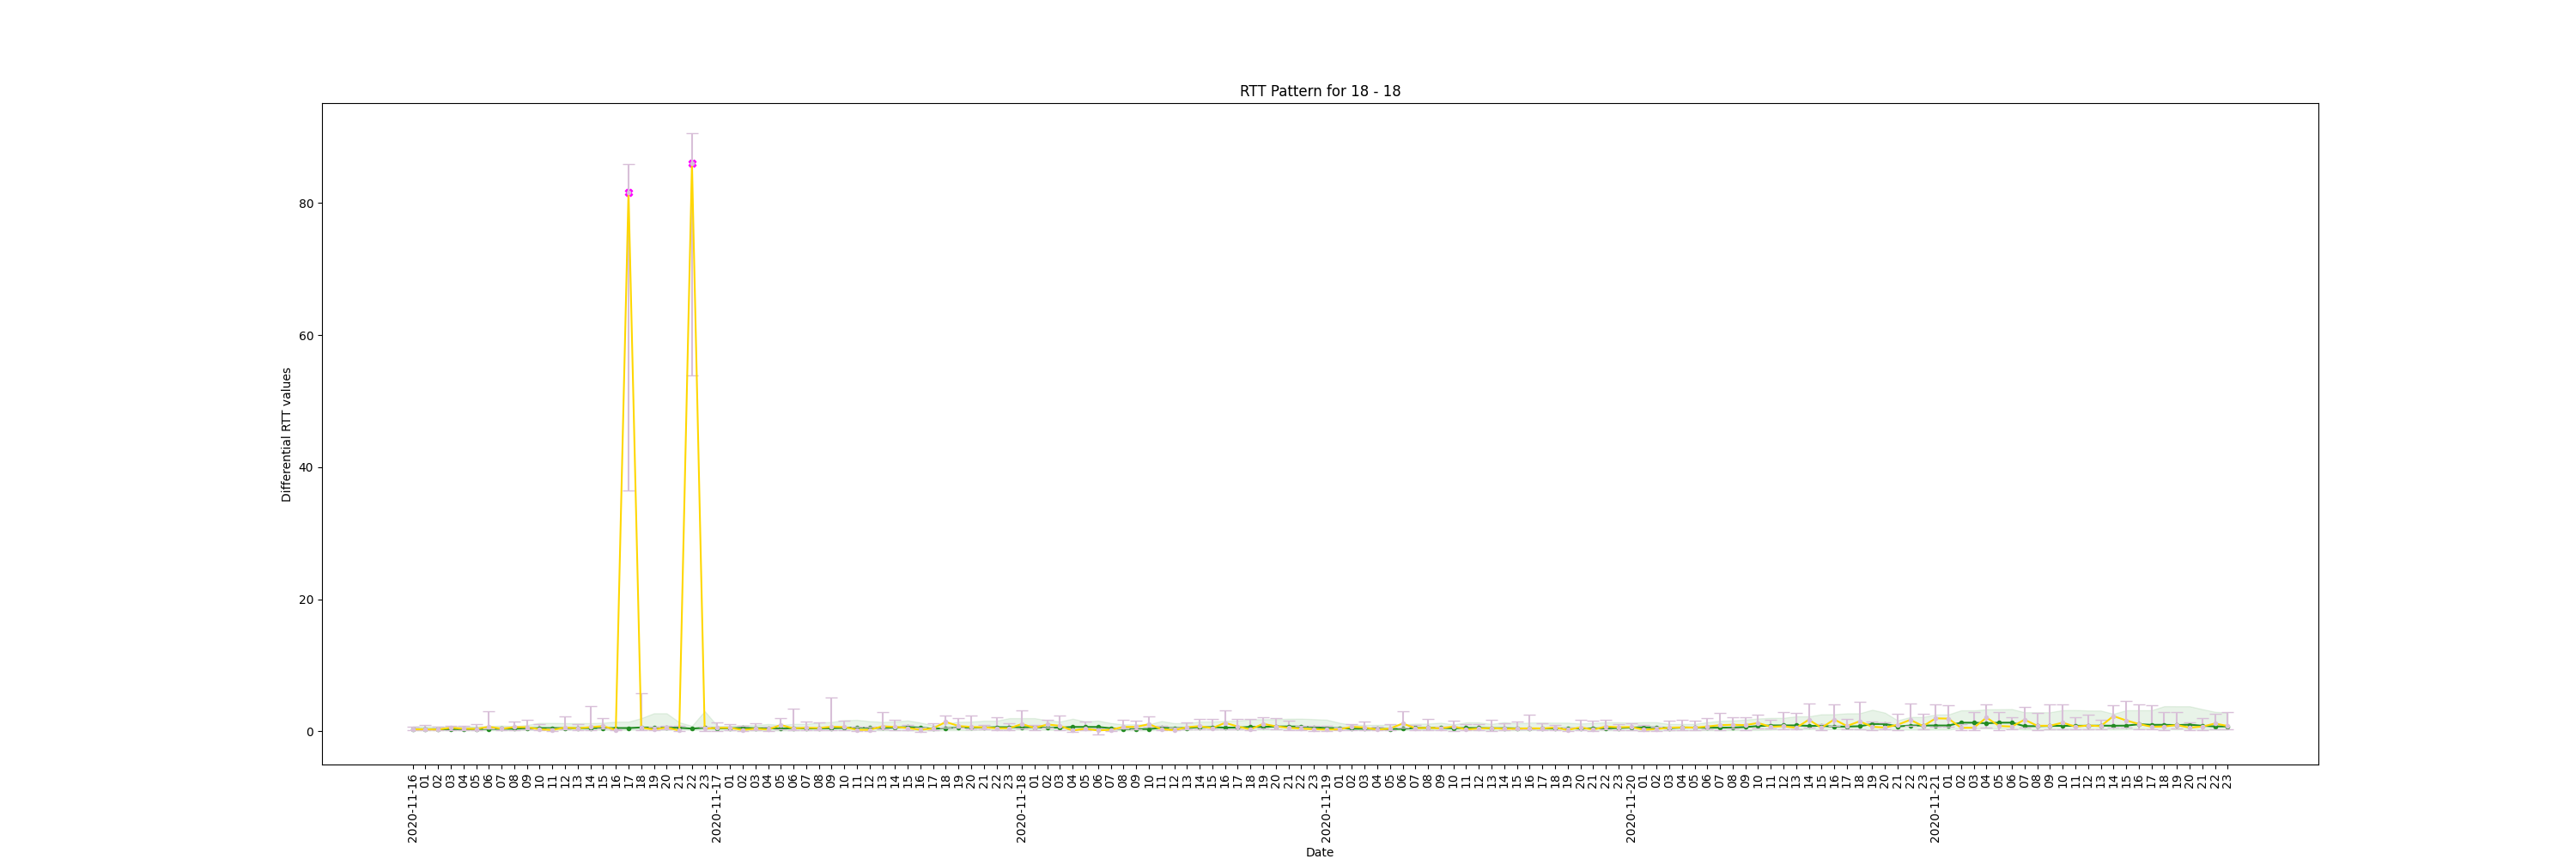 RTT Pattern for 18 - 18
Differential RTT values
80
60
40
20
0
2020-11-16 01 02 03 04 05 06 07 08 09 10 11 12 13 14 15 16 17 18 19 20 21 22 23 2020-11-17 01 02 03 04 05 06 07 08 09 10 11 12 13 14 15 16 17 18 19 20 21 22 23 2020-11-18 01 02 03 04 05 06 07 08 09 10 11 12 13 14 15 16 17 18 19 20 21 22 23 2020-11-19 01 02 03 04 05 06 07 08 09 10 11 12 13 14 15 16 17 18 19 20 21 22 23 2020-11-20 01 02 03 04 05 06 07 08 09 10 11 12 13 14 15 16 17 18 19 20 21 22 23 2020-11-21 01 02 03 04 05 06 07 08 09 10 11 12 13 14 15 16 17 18 19 20 21 22 23
Date